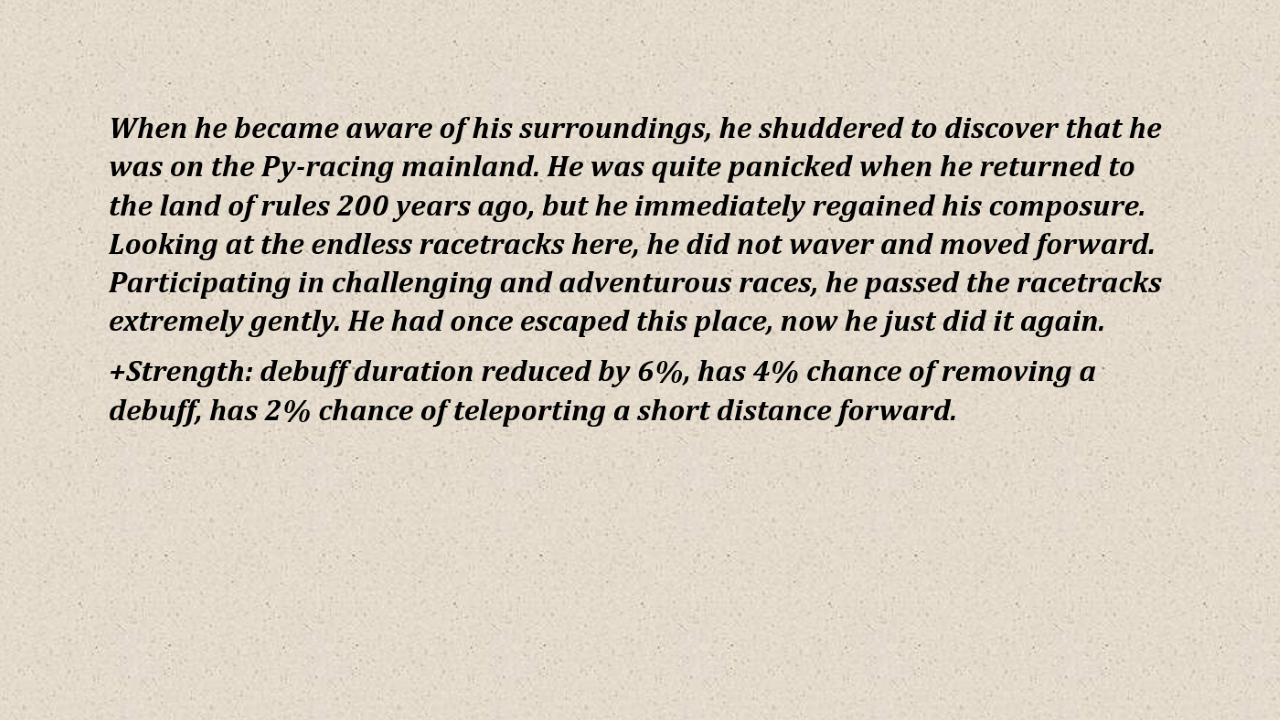 When he became aware of his surroundings, he shuddered to discover that he
was on the Py-racing mainland. He was quite panicked when he returned to
the land of rules 200 years ago, but he immediately regained his composure.
Looking at the endless racetracks here, he did not waver and moved forward.
Participating in challenging and adventurous races, he passed the racetracks
extremely gently. He had once escaped this place, now he just did it again.
+Strength: debuff duration reduced by 6%, has 4% chance of removing a
debuff, has 2% chance of teleporting a short distance forward.